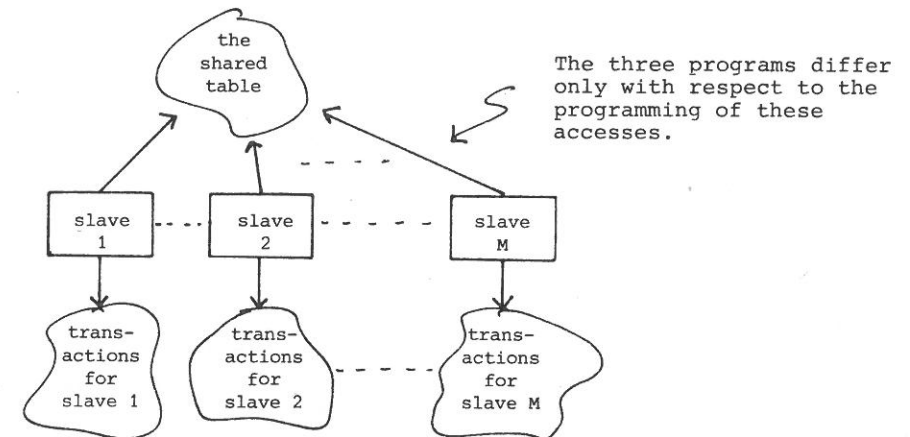 the
shared
table
The three programs differ
only with respect to the
programming of these
accesses.
slave
1
slave
2
slave
M
trans-
actions
for
slave 1
trans-
actions
for
slave 2
trans-
actions
for
slave M